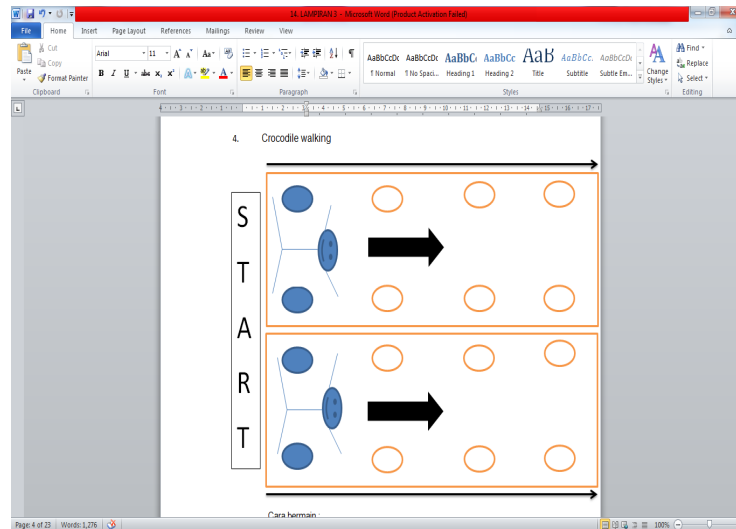 14. LAMPIRAN 3 - Microsoft Word (Product Activation Failed)
File Home Insert Page Layout References Mailings Review View
Cut
Copy
Format Painter
Paste
Clipboard
Arial 11
Font
Paragraph
AaBbCcDc AaBbCcDc AaBbC AaBbCc AaB AaBbCc. AaBbCcDc
¶ Normal ¶ No Spaci... Heading 1 Heading 2 Title Subtitle Subtle Em...
Change Styles
Styles
Find
Replace
Select
Editing
4. Crocodile walking
S
T
A
R
T
Cara bermain :
Page: 4 of 23 Words: 1,276 100%